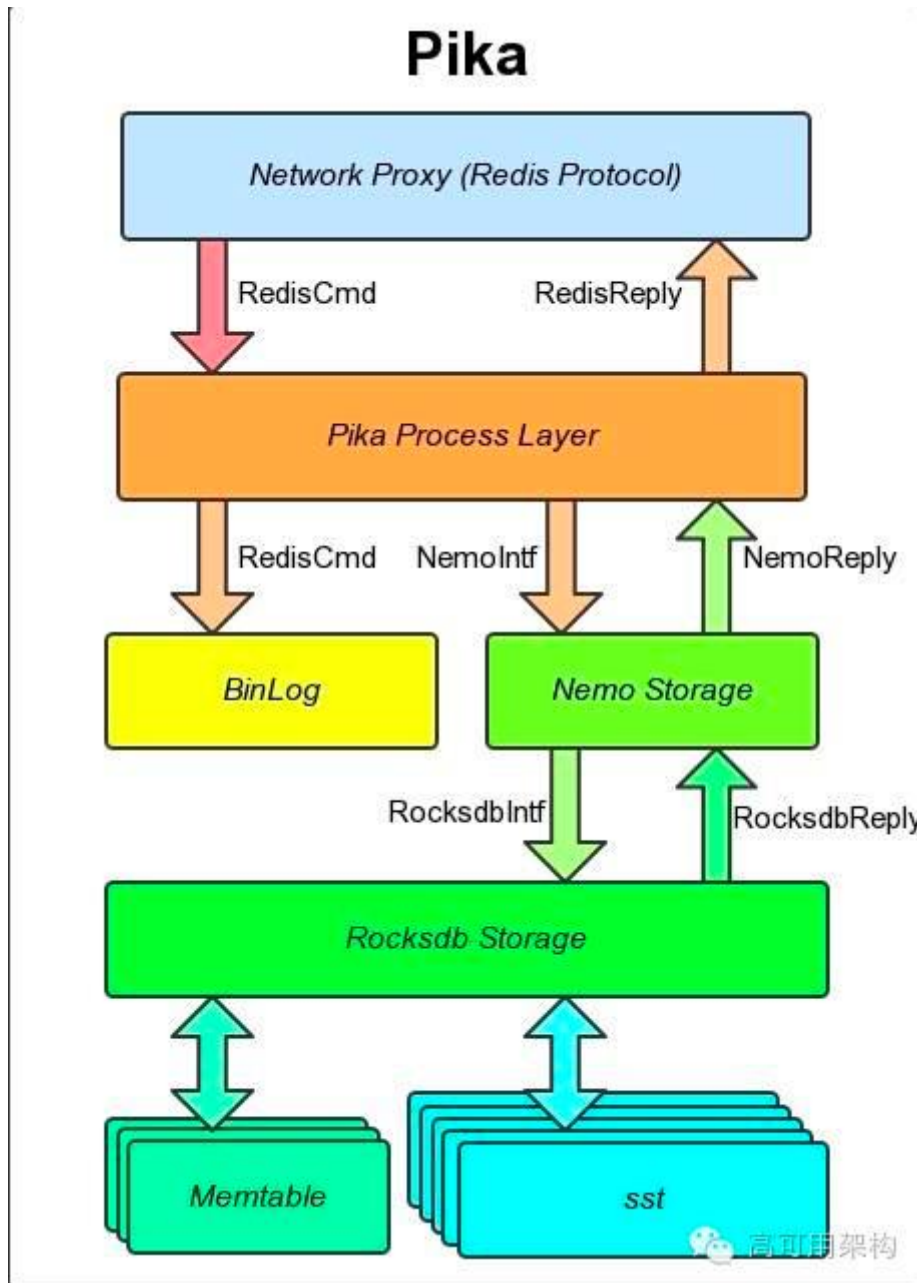 Pika
Network Proxy (Redis Protocol)
RedisCmd
RedisReply
Pika Process Layer
RedisCmd
NemoIntf
NemoReply
BinLog
Nemo Storage
RocksdbIntf
RocksdbReply
Rocksdb Storage
Memtable
sst
高可用架构